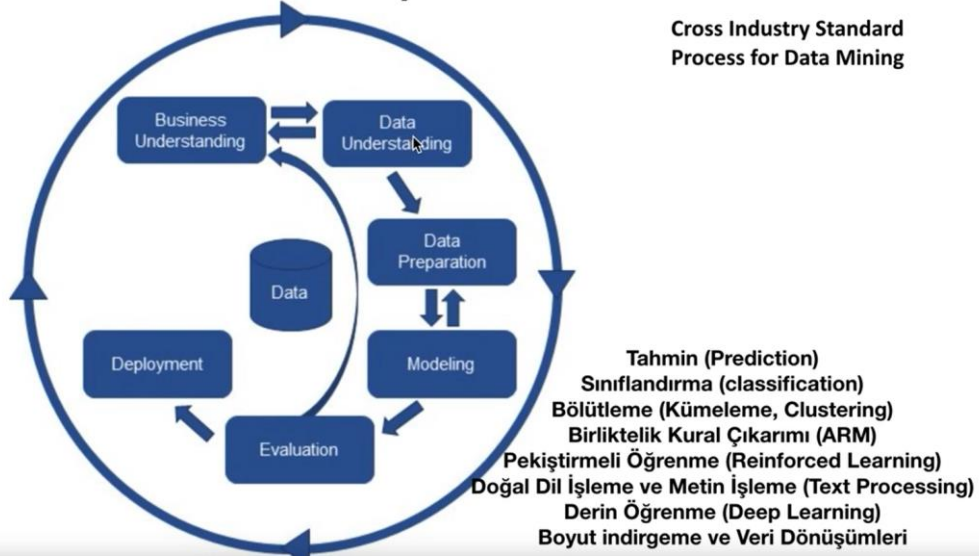 Cross Industry Standard
Process for Data Mining
Business
Understanding
Data
Understanding
Data
Preparation
Data
Deployment
Modeling
Evaluation
Tahmin (Prediction)
Sınıflandırma (classification)
Bölütleme (Kümeleme, Clustering)
Birliktelik Kural Çıkarımı (ARM)
Pekiştirmeli Öğrenme (Reinforced Learning)
Doğal Dil İşleme ve Metin İşleme (Text Processing)
Derin Öğrenme (Deep Learning)
Boyut indirgeme ve Veri Dönüşümleri